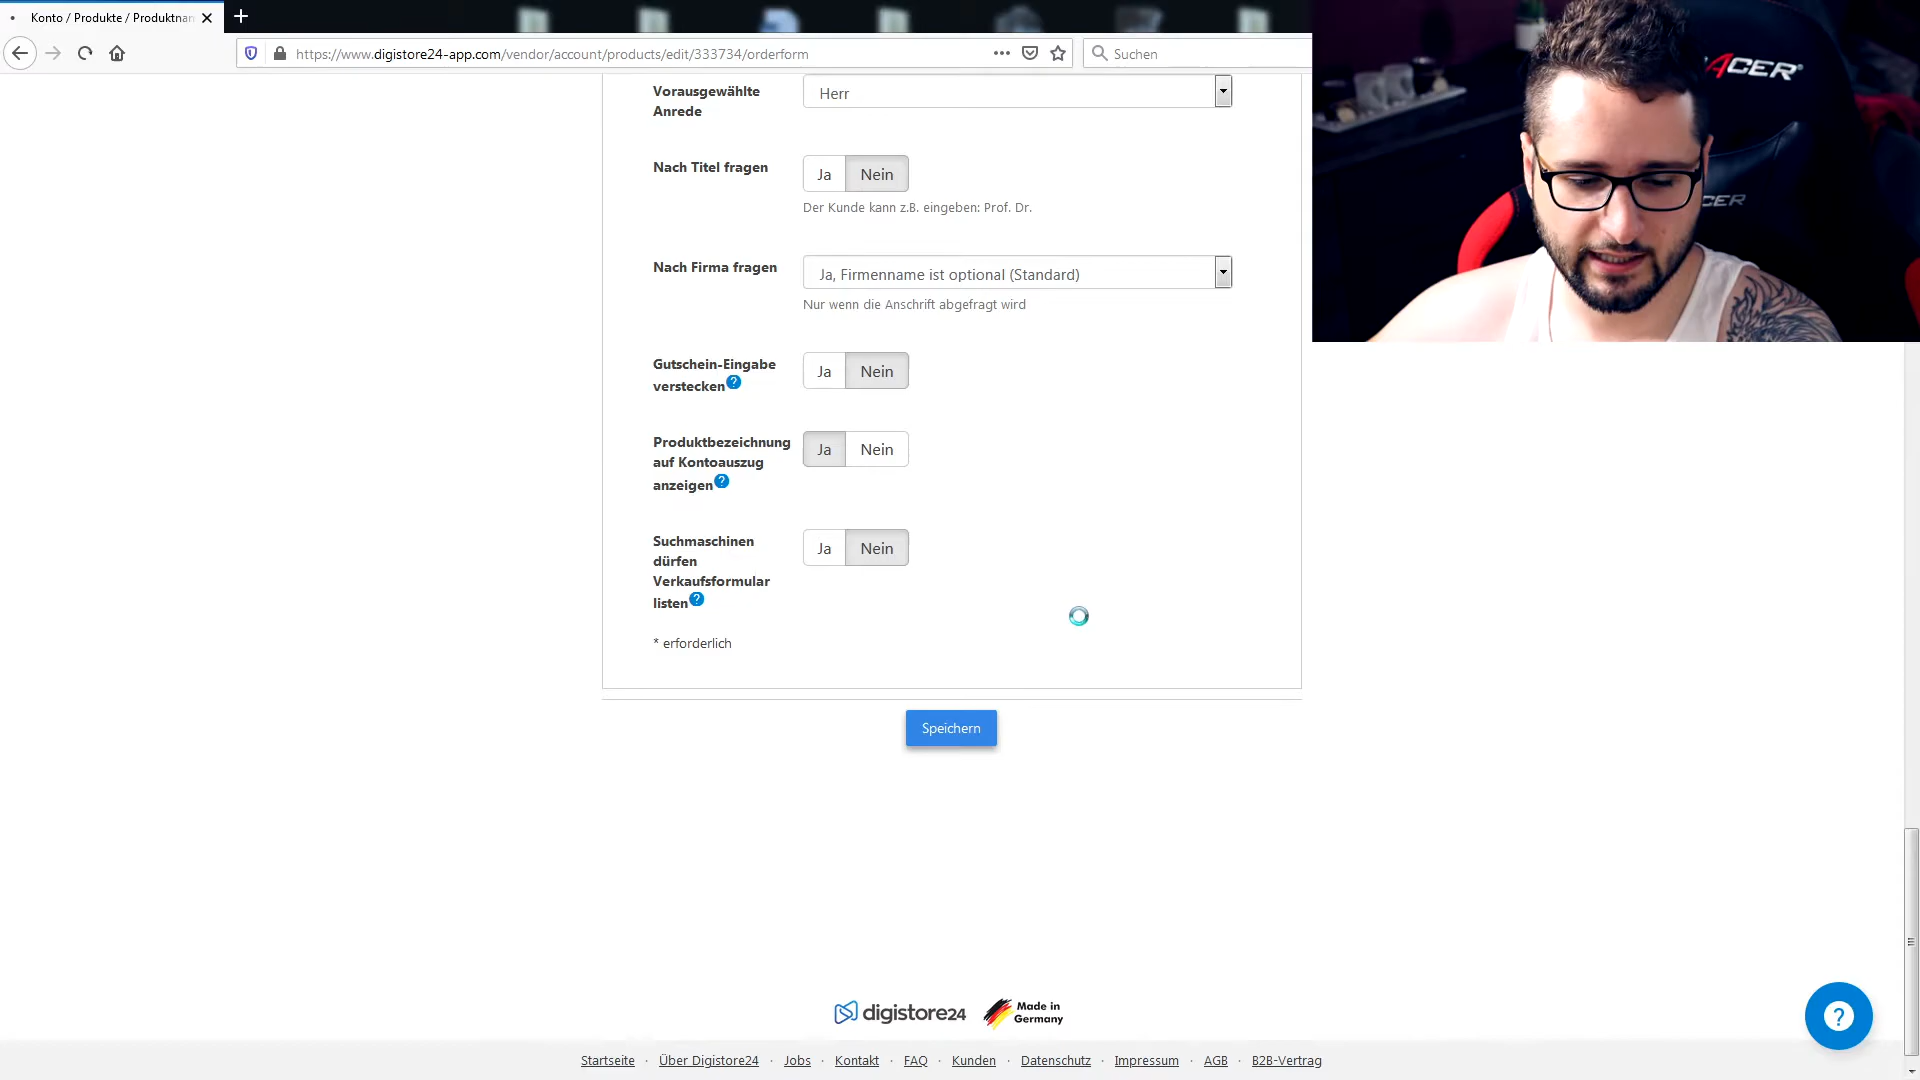 Konto / Produkte / Produktnan
https://www.digistore24-app.com/vendor/account/products/edit/333734/orderform
Suchen
ACER
CER
Vorausgewählte
Anrede
Herr
Nach Titel fragen
Ja
Nein
Der Kunde kann z.B. eingeben: Prof. Dr.
Nach Firma fragen
Ja, Firmenname ist optional (Standard)
Nur wenn die Anschrift abgefragt wird
Gutschein-Eingabe
verstecken?
Ja
Nein
Produktbezeichnung
auf Kontoauszug
anzeigen?
Ja
Nein
Suchmaschinen
dürfen
Verkaufsformular
listen?
Ja
Nein
* erforderlich
Speichern
digistore24
Made in
Germany
?
Startseite · Über Digistore24 · Jobs · Kontakt · FAQ · Kunden · Datenschutz · Impressum · AGB · B2B-Vertrag